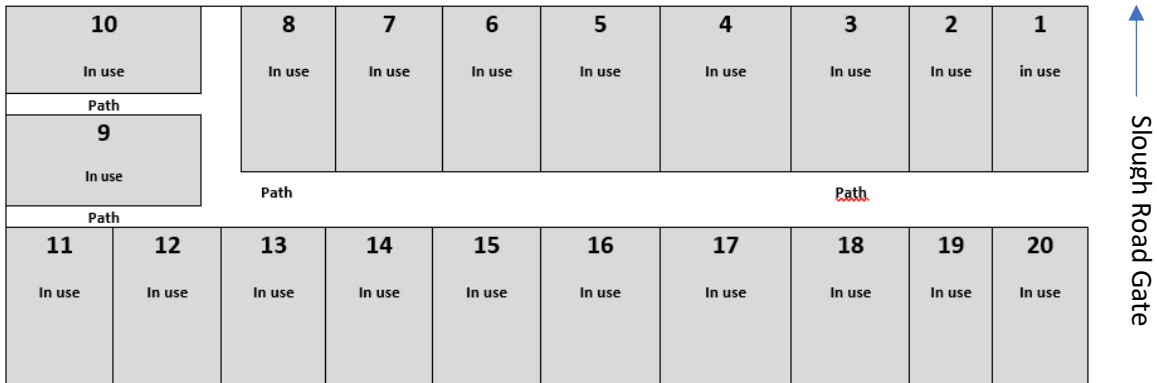 10 8 7 6 5 4 3 2 1
In use In use In use In use In use In use In use In use in use
Path
9
In use
Path Path
Path
11 12 13 14 15 16 17 18 19 20
In use In use In use In use In use In use In use In use In use In use
Slough Road Gate